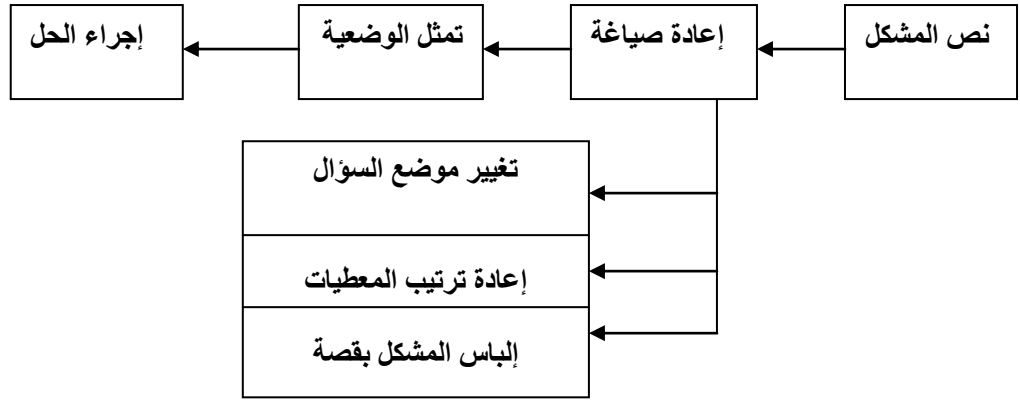 نص المشكل
إعادة صياغة
تمثل الوضعية
إجراء الحل
تغيير موضع السؤال
إعادة ترتيب المعطيات
إلباس المشكل بقصة